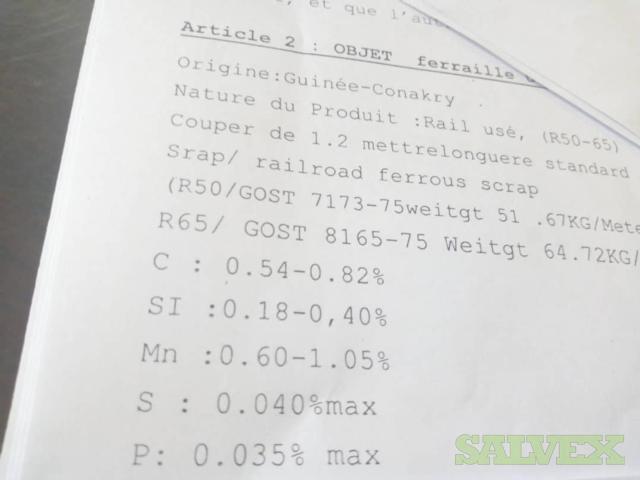 , et que l'au
Article 2 : OBJET ferraille
Origine:Guinée-Conakry .
Nature du Produit :Rail usé, (R50-65)
Couper de 1.2 mettrelonguere standard
Srap/ railroad ferrous scrap
(R50/GOST 7173-75weitgt 51 .67KG/Mete
R65/ GOST 8165-75 Weitgt 64.72KG/
C : 0.54-0.82%
SI :0.18-0,40%
Mn :0.60-1.05%
S : 0.040%max
P: 0.035% max
SALVEX